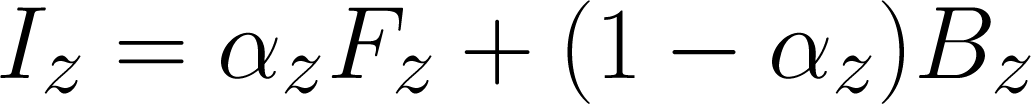 I_z = α_z F_z + (1 − α_z) B_z